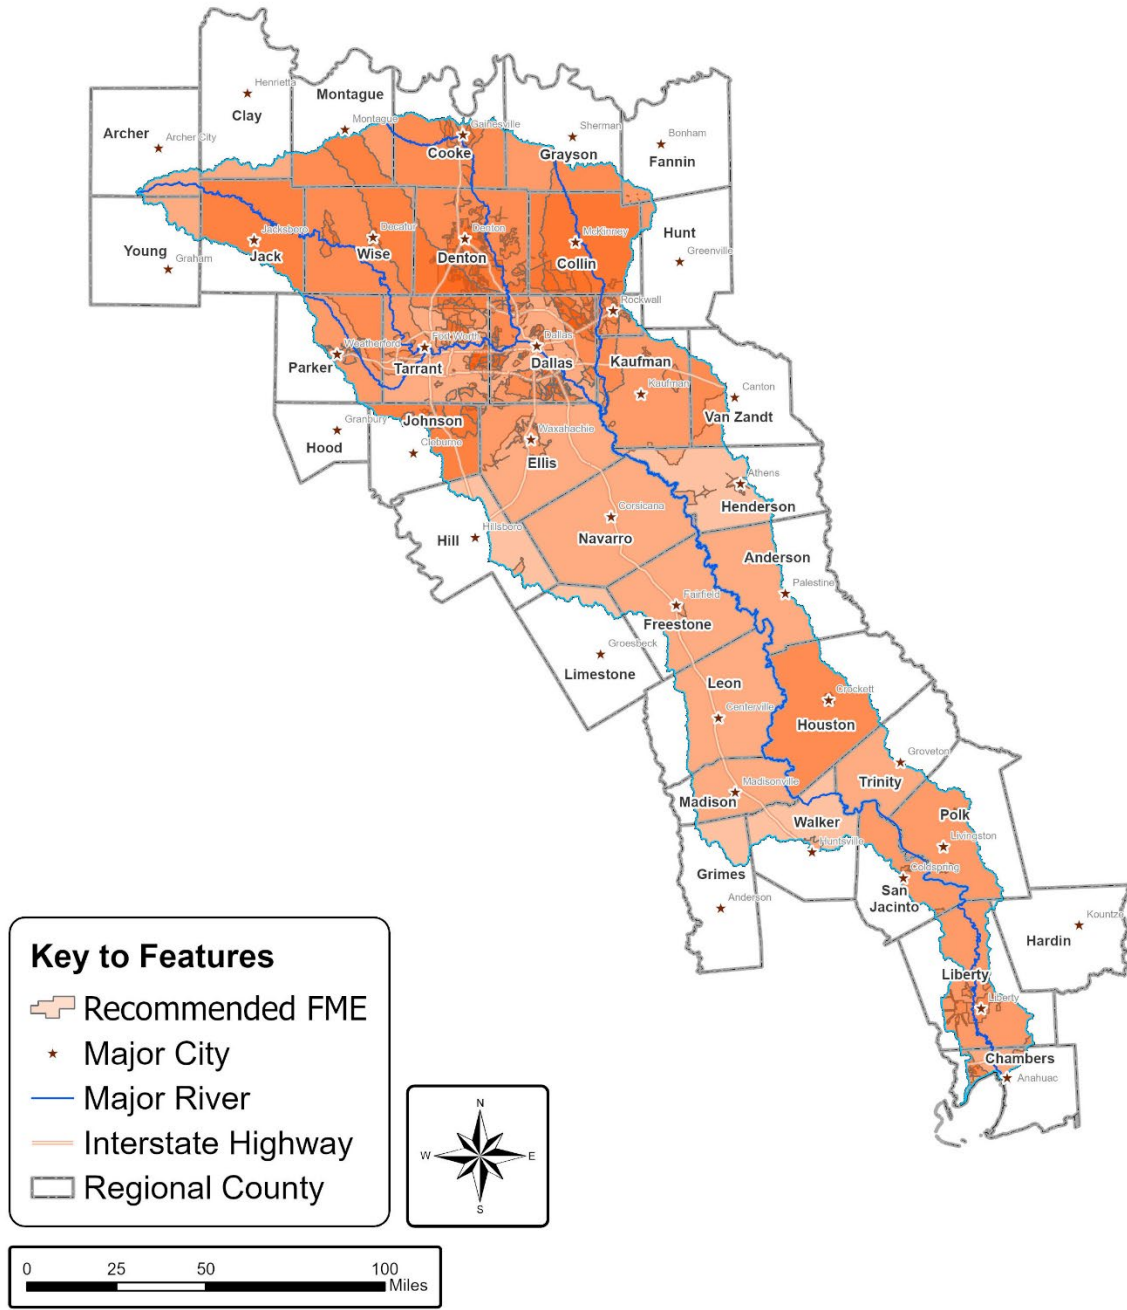 Henrietta
Clay
Montague
Montague
Archer
Archer City
Gainesville
Cooke
Sherman
Grayson
Bonham
Fannin
Young
Graham
Jacksboro
Jack
Decatur
Wise
Denton
Denton
McKinney
Collin
Hunt
Greenville
Rockwall
Parker
Weatherford
Fort Worth
Tarrant
Dallas
Dallas
Kaufman
Kaufman
Canton
Van Zandt
Granbury
Hood
Johnson
Cleburne
Waxahachie
Ellis
Athens
Henderson
Hill
Hillsboro
Corsicana
Navarro
Anderson
Palestine
Fairfield
Freestone
Groesbeck
Limestone
Leon
Centerville
Crockett
Houston
Groveton
Trinity
Madisonville
Madison
Walker
Huntsville
Polk
Livingston
Grimes
Anderson
Coldspring
San
Jacinto
Kountze
Hardin
Liberty
Liberty
Chambers
Anahuac
Key to Features
Recommended FME
Major City
Major River
Interstate Highway
Regional County
N
W E
S
0 25 50 100
Miles